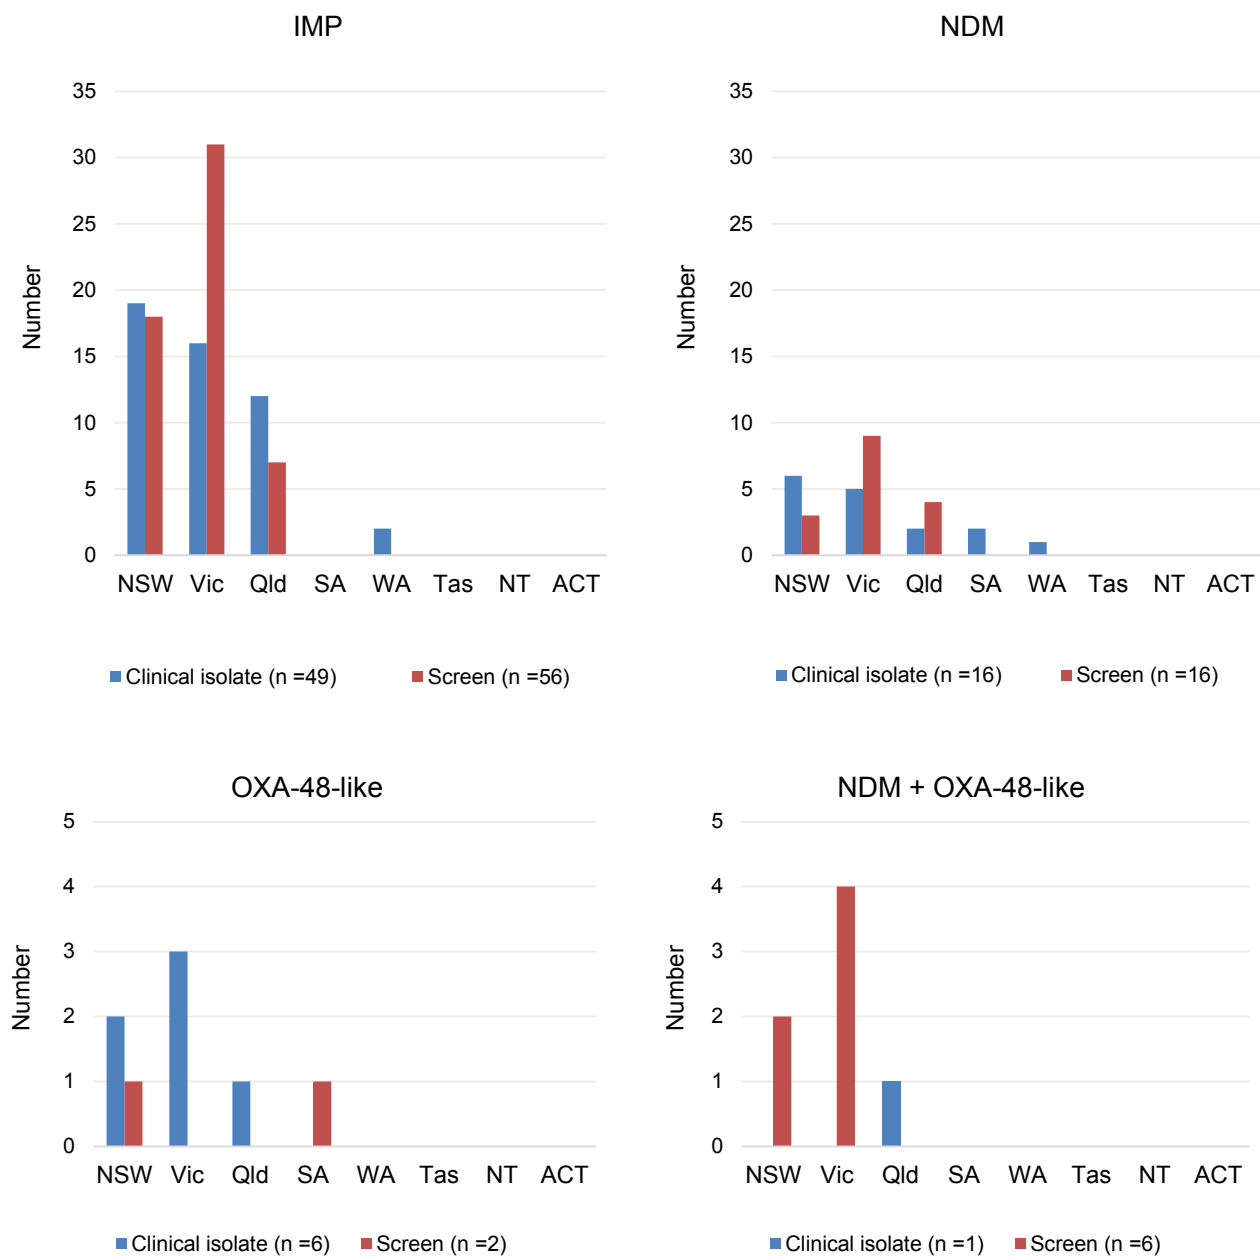 IMP
35
30
25
20
15
10
5
0
Number
NSW Vic Qld SA WA Tas NT ACT
Clinical isolate (n =49) Screen (n =56)
NDM
35
30
25
20
15
10
5
0
Number
NSW Vic Qld SA WA Tas NT ACT
Clinical isolate (n =16) Screen (n =16)
OXA-48-like
5
4
3
2
1
0
Number
NSW Vic Qld SA WA Tas NT ACT
Clinical isolate (n =6) Screen (n =2)
NDM + OXA-48-like
5
4
3
2
1
0
Number
NSW Vic Qld SA WA Tas NT ACT
Clinical isolate (n =1) Screen (n =6)